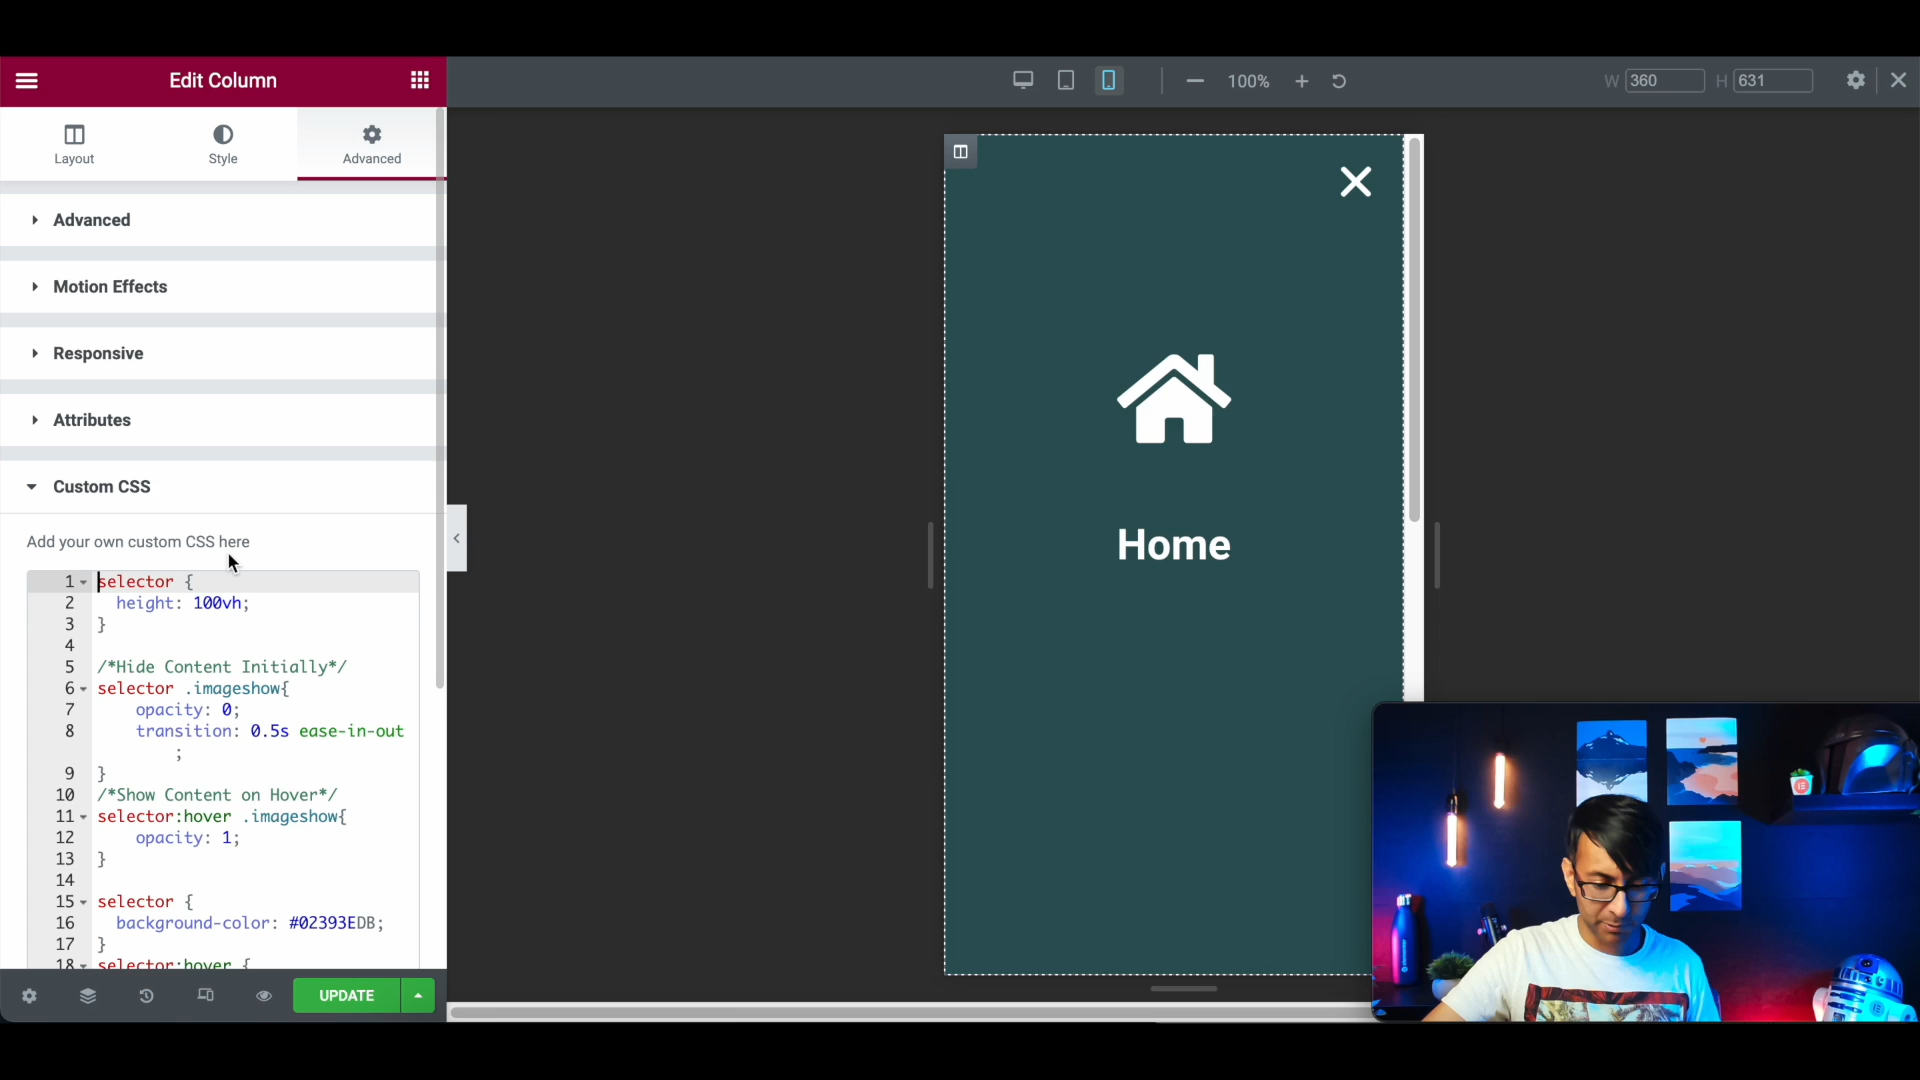 Edit Column
100%
W 360
H 631
Layout
Style
Advanced
Advanced
Motion Effects
Responsive
Attributes
Custom CSS
Add your own custom CSS here
1 selector {
2 height: 100vh;
3 }
4
5 /*Hide Content Initially*/
6 selector .imageshow{
7 opacity: 0;
8 transition: 0.5s ease-in-out
;
9 }
10 /*Show Content on Hover*/
11 selector:hover .imageshow{
12 opacity: 1;
13 }
14
15 selector {
16 background-color: #02393EDB;
17 }
18 selector:hover {
UPDATE
Home